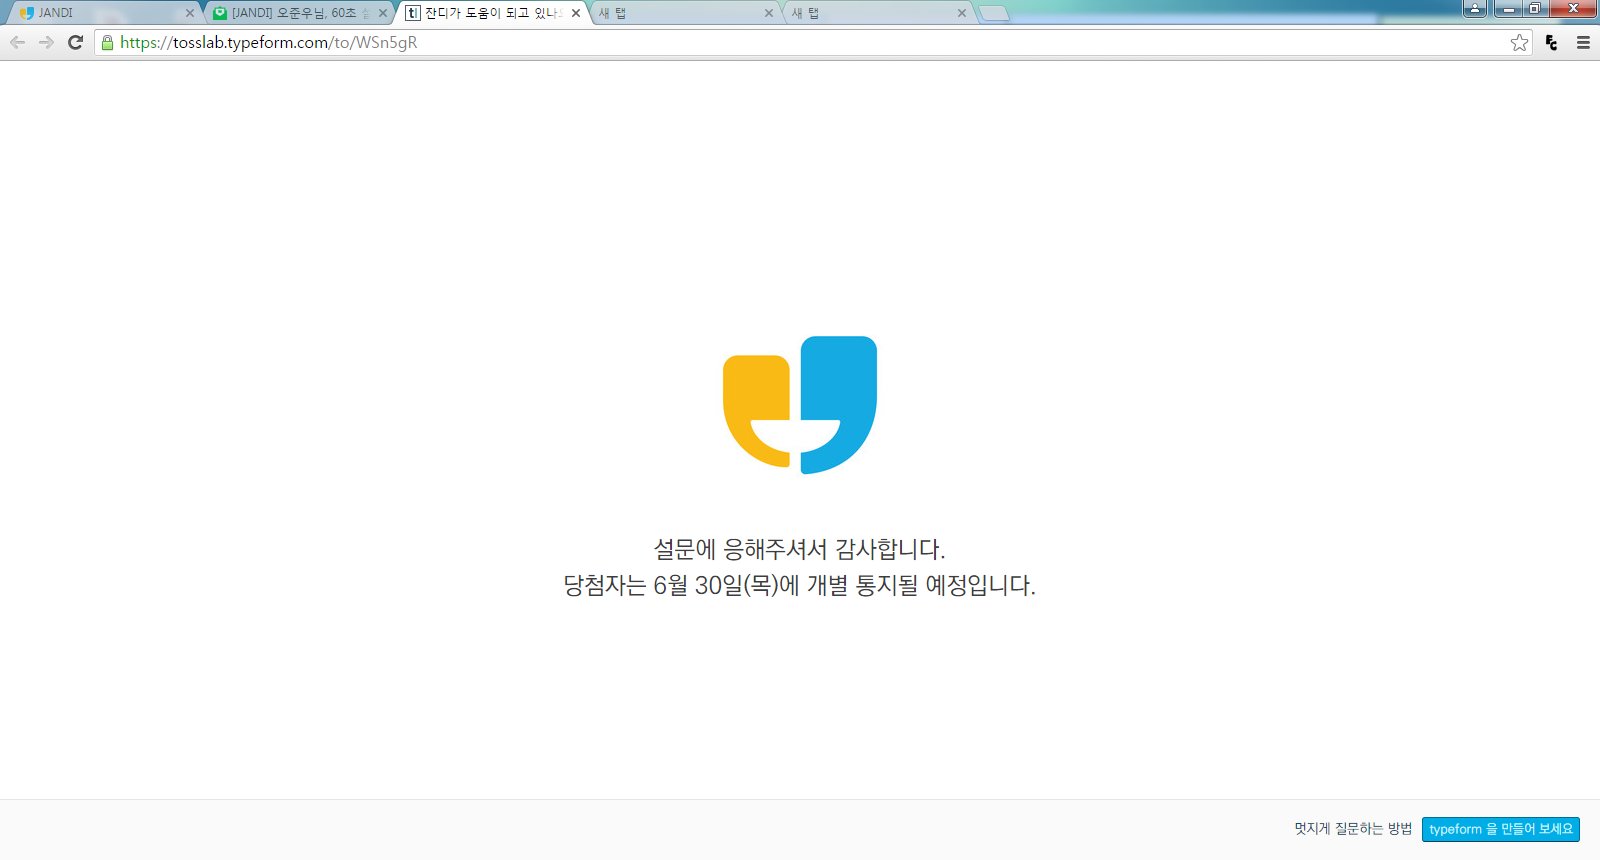 JANDI
[JANDI] 오준우님, 60초
잔디가 도움이 되고 있나
새 탭
새 탭
https://tosslab.typeform.com/to/WSn5gR
설문에 응해주셔서 감사합니다.
당첨자는 6월 30일(목)에 개별 통지될 예정입니다.
멋지게 질문하는 방법
typeform 을 만들어 보세요